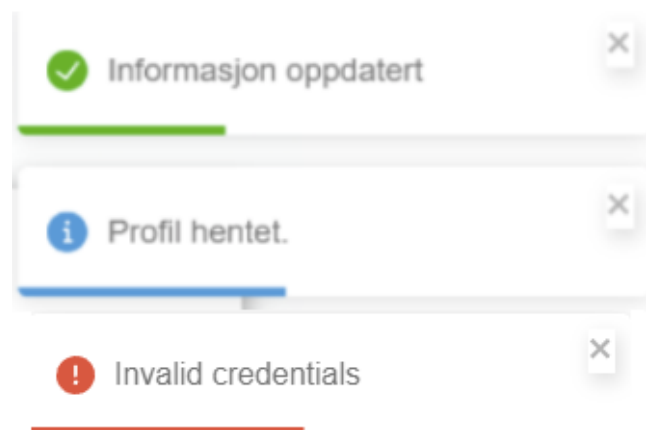 Informasjon oppdatert
Profil hentet.
Invalid credentials